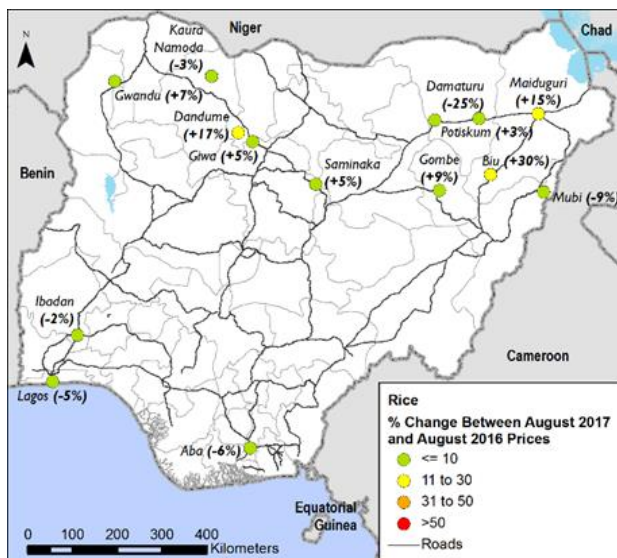 N
Niger
Chad
Kaura
Namoda
(-3%)
Gwandu (+7%)
Dandume
(+17%)
Giwa (+5%)
Saminaka
(+5%)
Damaturu
(-25%)
Potiskum (+3%)
Maiduguri
(+15%)
Gombe
(+9%)
Biu (+30%)
Mubi (-9%)
Benin
Ibadan
(-2%)
Lagos (-5%)
Aba (-6%)
Cameroon
Equatorial
Guinea
0 50 100 200 300 400
Kilometers
Rice
% Change Between August 2017
and August 2016 Prices
<= 10
11 to 30
31 to 50
>50
Roads